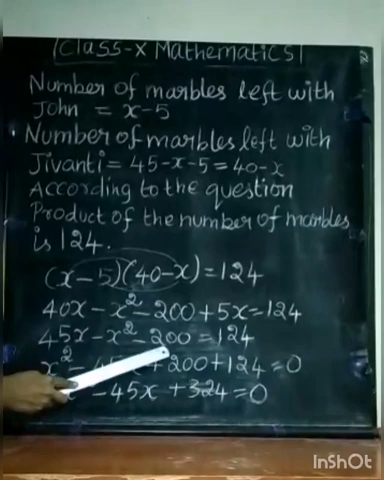 Class-X Mathematics
Number of marbles left with
John = x-5
Number of marbles left with
Jivanti = 45-x-5 = 40-x
According to the question
Product of the number of marbles
is 124.
(x-5)(40-x)=124
40x-x²-200+5x=124
45x-x²-200=124
x² - 45x+200+124=0
-45x+324=0
InShOt